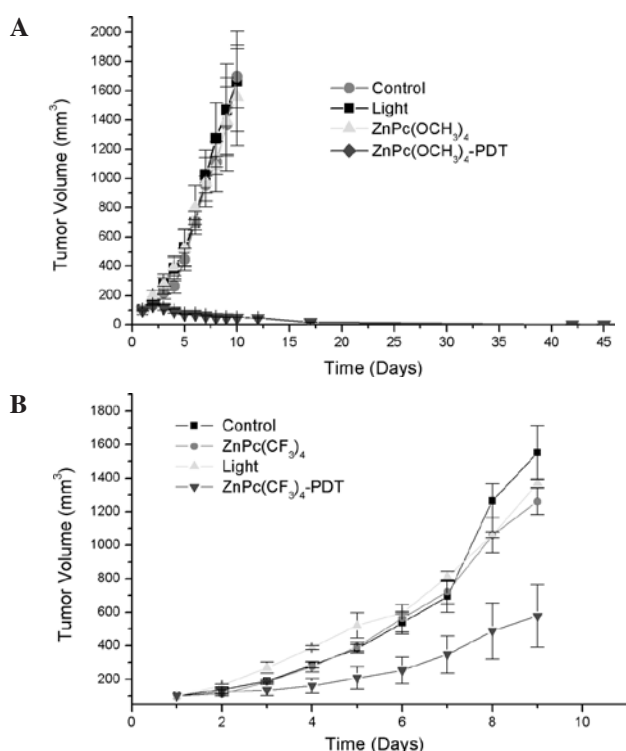 A
2000
1800
1600
1400
1200
1000
800
600
400
200
0
Tumor Volume (mm³)
Control
Light
ZnPc(OCH₃)₄
ZnPc(OCH₃)₄-PDT
0 5 10 15 20 25 30 35 40 45
Time (Days)
B
1800
1600
1400
1200
1000
800
600
400
200
Tumor Volume (mm³)
Control
ZnPc(CF₃)₄
Light
ZnPc(CF₃)₄-PDT
2 4 6 8 10
Time (Days)